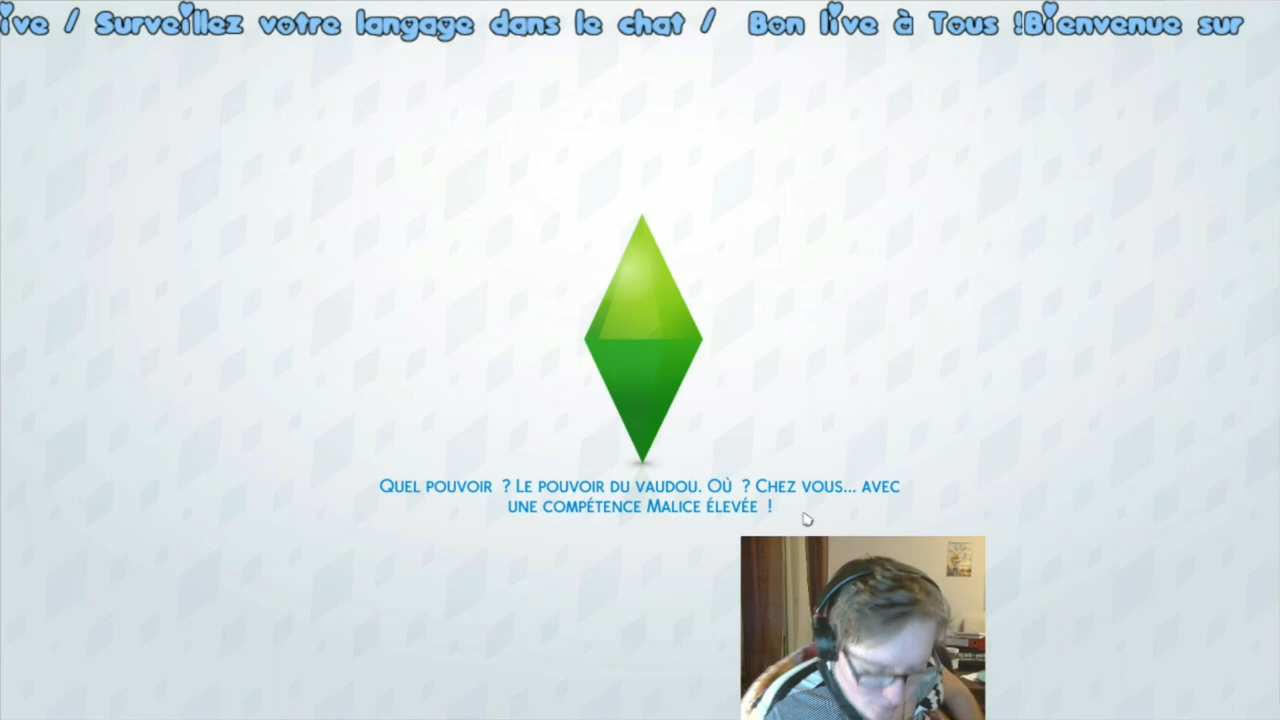 ive / Surveillez votre langage dans le chat / Bon live à Tous !Bienvenue sur
Quel pouvoir ? Le pouvoir du vaudou. Où ? Chez vous... avec
une compétence Malice élevée !